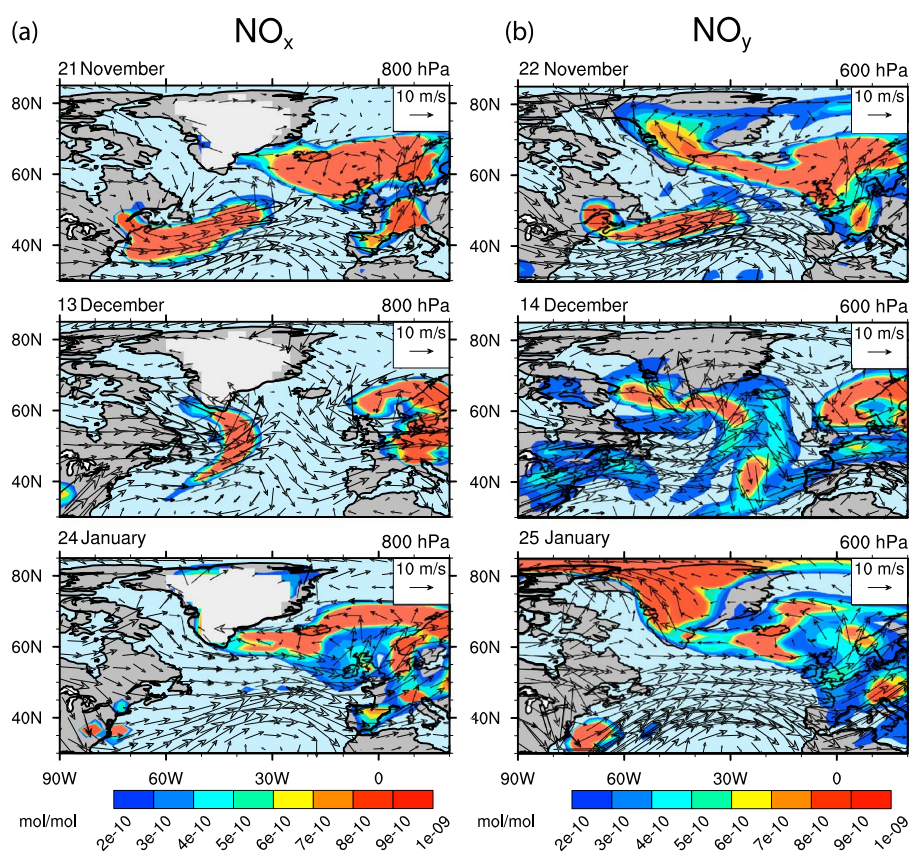 (a) NOx (b) NOy
21 November 800 hPa 22 November 600 hPa
10 m/s 10 m/s
80N 80N
60N 60N
40N 40N
13 December 800 hPa 14 December 600 hPa
10 m/s 10 m/s
80N 80N
60N 60N
40N 40N
24 January 800 hPa 25 January 600 hPa
10 m/s 10 m/s
80N 80N
60N 60N
40N 40N
90W 60W 30W 0 90W 60W 30W 0
mol/mol 2e-10 3e-10 4e-10 5e-10 6e-10 7e-10 8e-10 9e-10 1e-09 mol/mol 2e-10 3e-10 4e-10 5e-10 6e-10 7e-10 8e-10 9e-10 1e-09